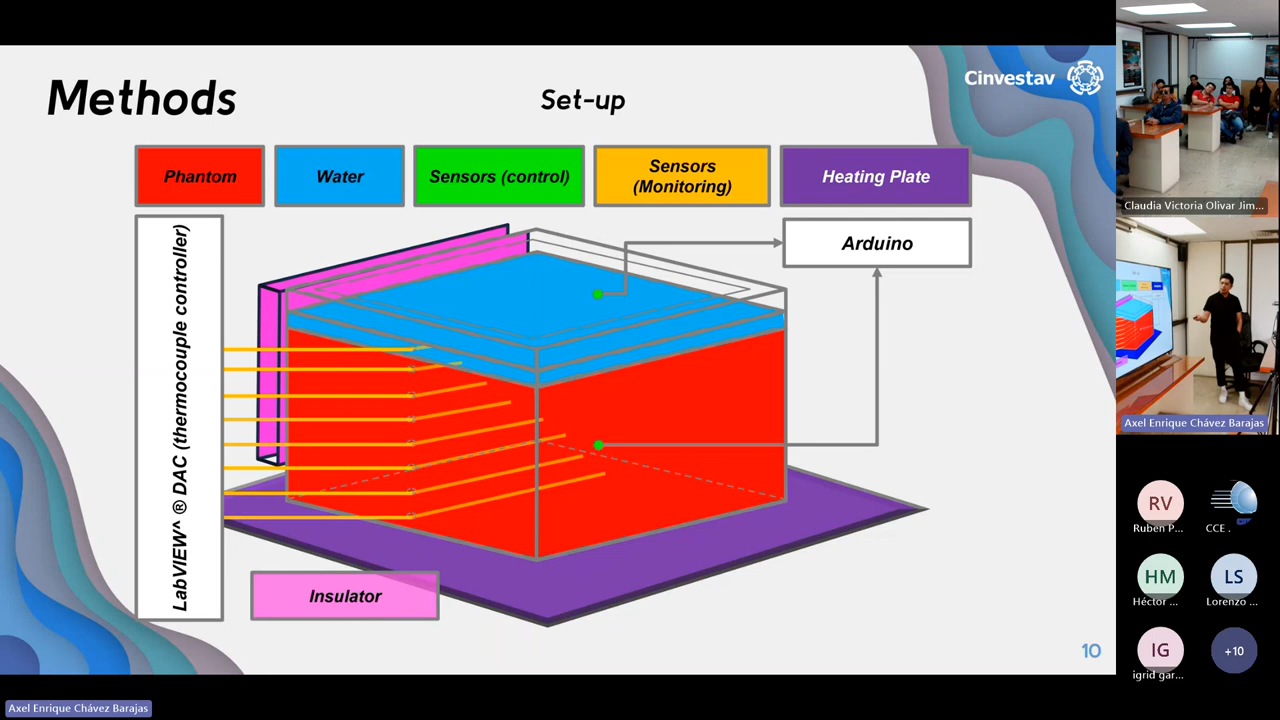 Methods
Set-up
Cinvestav
Phantom
Water
Sensors (control)
Sensors
(Monitoring)
Heating Plate
LabVIEW^ ® DAC (thermocouple controller)
Arduino
Insulator
10
Claudia Victoria Olivar Jim...
Axel Enrique Chávez Barajas
RV
Ruben P...
CCE .
HM
Héctor ...
LS
Lorenzo ...
IG
igrid gar...
+10
Axel Enrique Chávez Barajas